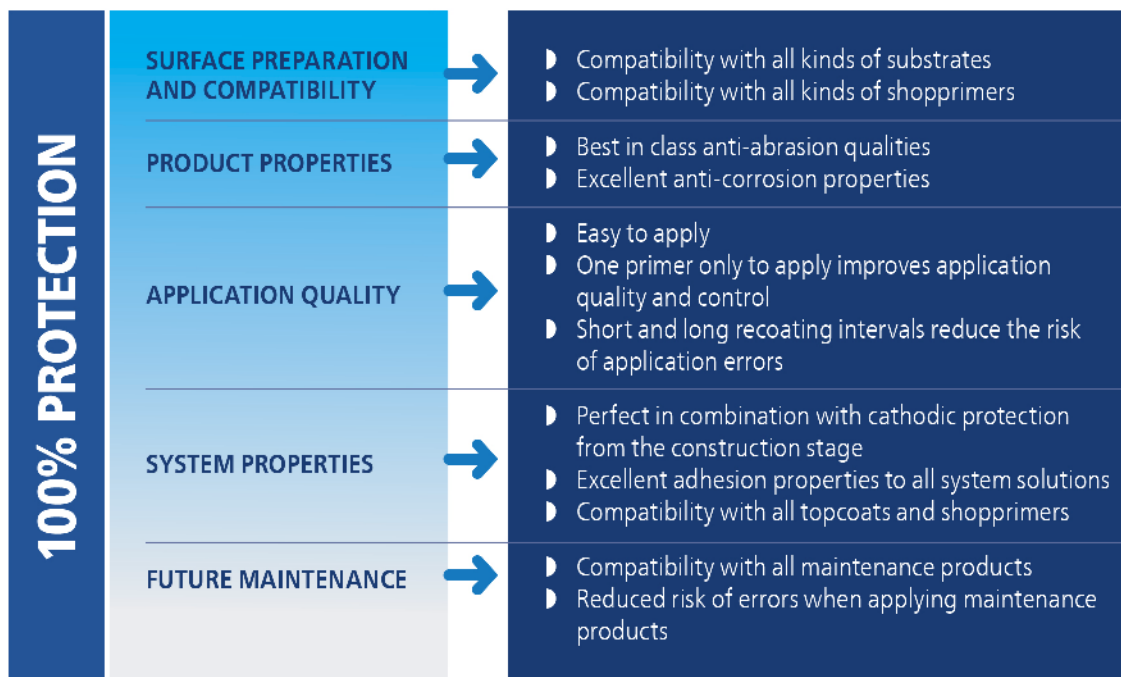 100% PROTECTION
SURFACE PREPARATION
AND COMPATIBILITY
Compatibility with all kinds of substrates
Compatibility with all kinds of shopprimers
PRODUCT PROPERTIES
Best in class anti-abrasion qualities
Excellent anti-corrosion properties
APPLICATION QUALITY
Easy to apply
One primer only to apply improves application
quality and control
Short and long recoating intervals reduce the risk
of application errors
SYSTEM PROPERTIES
Perfect in combination with cathodic protection
from the construction stage
Excellent adhesion properties to all system solutions
Compatibility with all topcoats and shopprimers
FUTURE MAINTENANCE
Compatibility with all maintenance products
Reduced risk of errors when applying maintenance
products